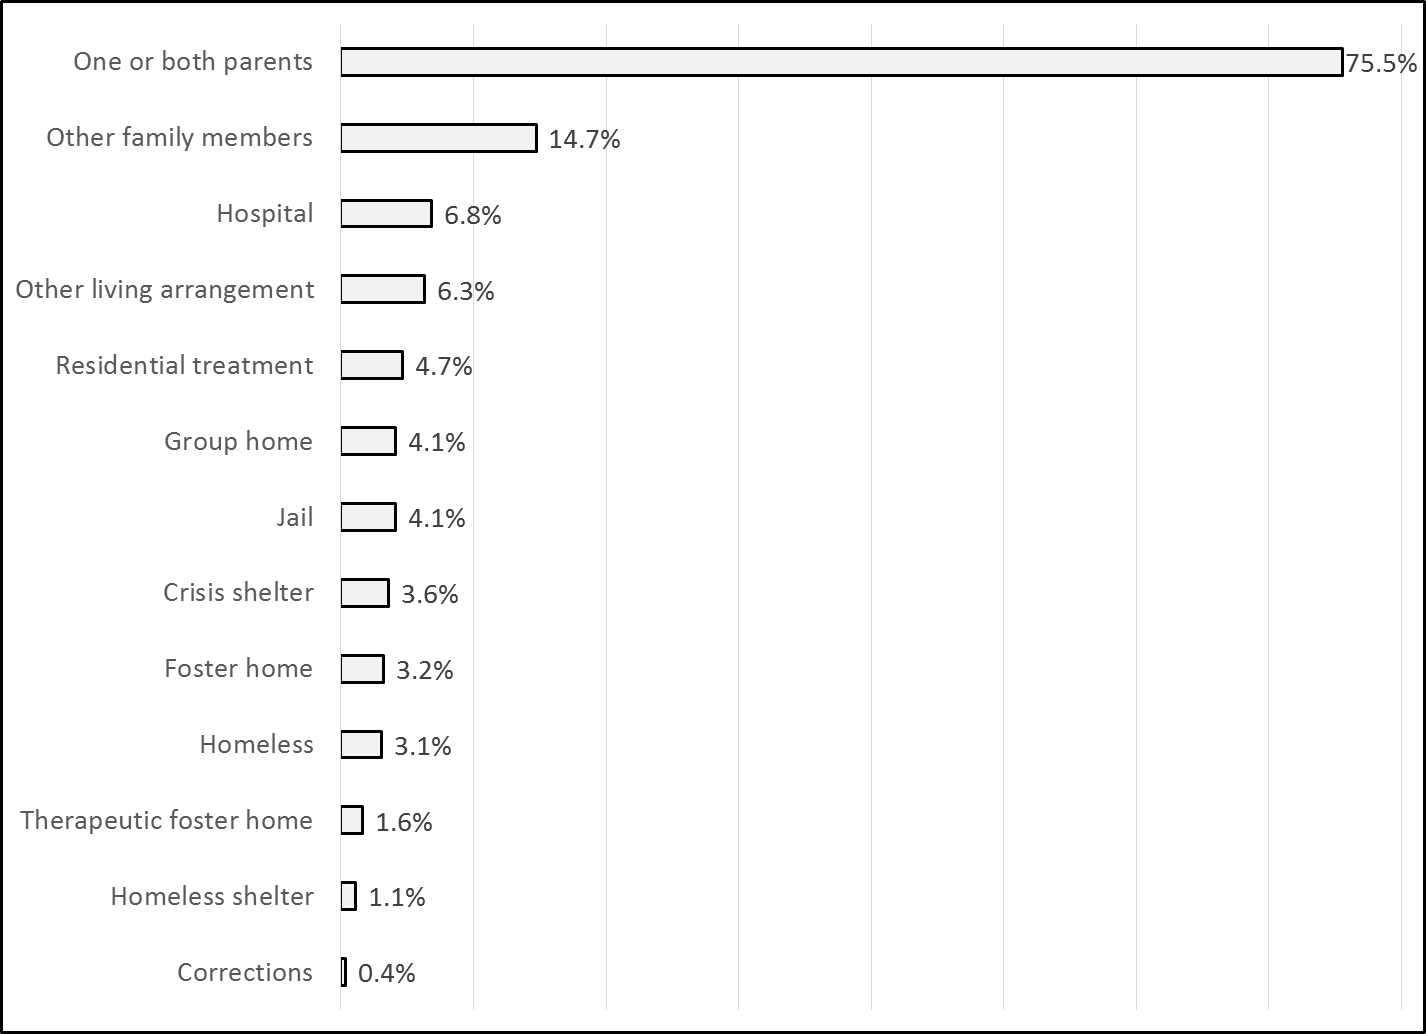 One or both parents 75.5%
Other family members 14.7%
Hospital 6.8%
Other living arrangement 6.3%
Residential treatment 4.7%
Group home 4.1%
Jail 4.1%
Crisis shelter 3.6%
Foster home 3.2%
Homeless 3.1%
Therapeutic foster home 1.6%
Homeless shelter 1.1%
Corrections 0.4%